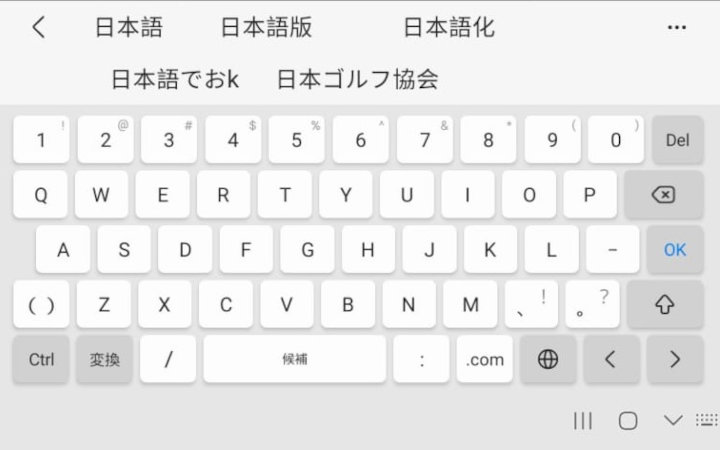 日本語 日本語版 日本語化
日本語でおk 日本ゴルフ協会
1 ! 2 @ 3 # 4 $ 5 % 6 ^ 7 & 8 * 9 ( 0 ) Del
Q W E R T Y U I O P
A S D F G H J K L - OK
( ) Z X C V B N M 、 ! 。 ?
Ctrl 変換 / 候補 : .com